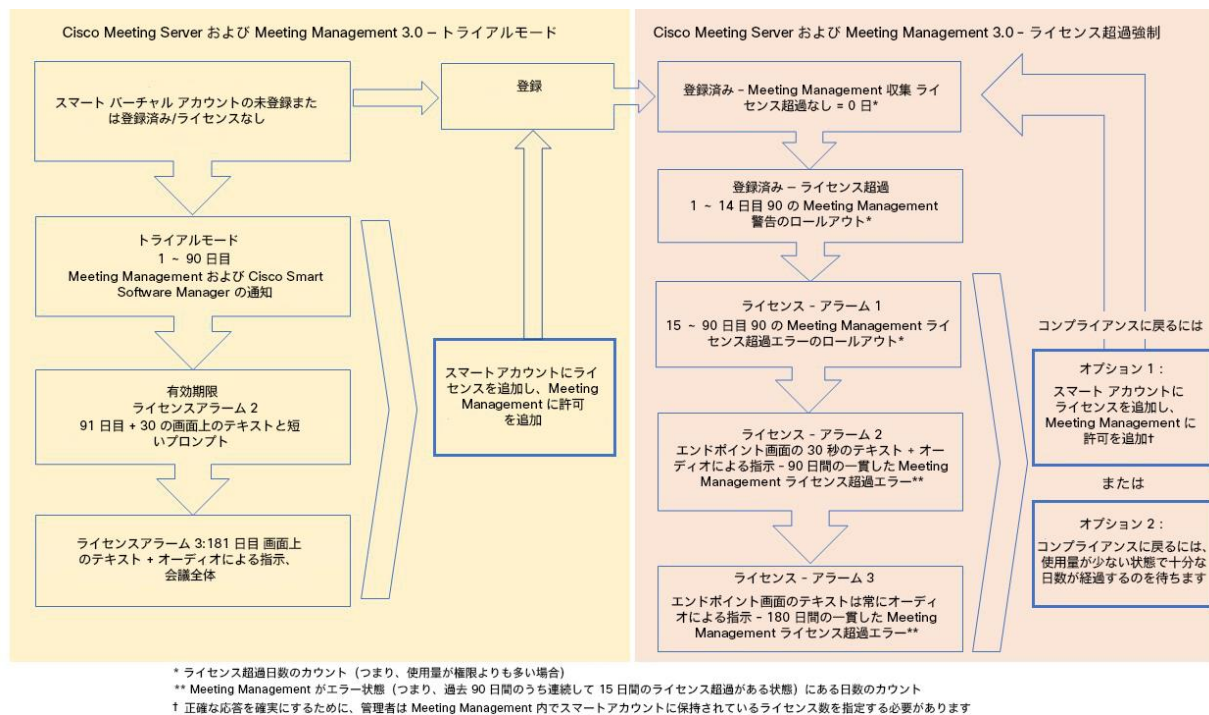 Cisco Meeting Server および Meeting Management 3.0 – トライアルモード
スマート バーチャル アカウントの未登録また
は登録済み/ライセンスなし
登録
トライアルモード
1 ~ 90 日目
Meeting Management および Cisco Smart
Software Manager の通知
有効期限
ライセンスアラーム 2
91 日目 + 30 の画面上のテキストと短
いプロンプト
ライセンスアラーム 3:181 日目 画面上
のテキスト + オーディオによる指示、
会議全体
スマートアカウントにライ
センスを追加し、Meeting
Management に許可
を追加
Cisco Meeting Server および Meeting Management 3.0 - ライセンス超過強制
登録済み – Meeting Management 収集 ライ
センス超過なし = 0 日*
登録済み – ライセンス超過
1 ~ 14 日目 90 の Meeting Management
警告のロールアウト*
ライセンス - アラーム 1
15 ~ 90 日目 90 の Meeting Management ライ
センス超過エラーのロールアウト*
ライセンス - アラーム 2
エンドポイント画面の 30 秒のテキスト + オー
ディオによる指示 - 90 日間の一貫した Meeting
Management ライセンス超過エラー**
ライセンス - アラーム 3
エンドポイント画面のテキストは常にオーディ
オによる指示 - 180 日間の一貫した Meeting
Management ライセンス超過エラー**
コンプライアンスに戻るには
オプション 1：
スマート アカウントに
ライセンスを追加し、
Meeting Management に
許可を追加†
または
オプション 2：
コンプライアンスに戻るには、
使用量が少ない状態で十分な
日数が経過するのを待ちます
* ライセンス超過日数のカウント（つまり、使用量が権限よりも多い場合）
** Meeting Management がエラー状態（つまり、過去 90 日間のうち連続して 15 日間のライセンス超過がある状態）にある日数のカウント
† 正確な応答を確実にするために、管理者は Meeting Management 内でスマートアカウントに保持されているライセンス数を指定する必要があります